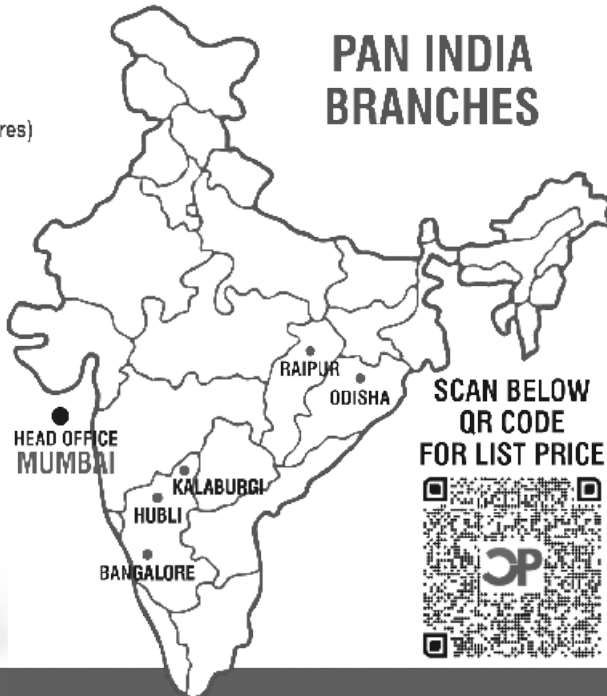 PAN INDIA
BRANCHES
res)
RAIPUR
ODISHA
HEAD OFFICE
MUMBAI
KALABURGI
HUBLI
BANGALORE
SCAN BELOW
QR CODE
FOR LIST PRICE
CP